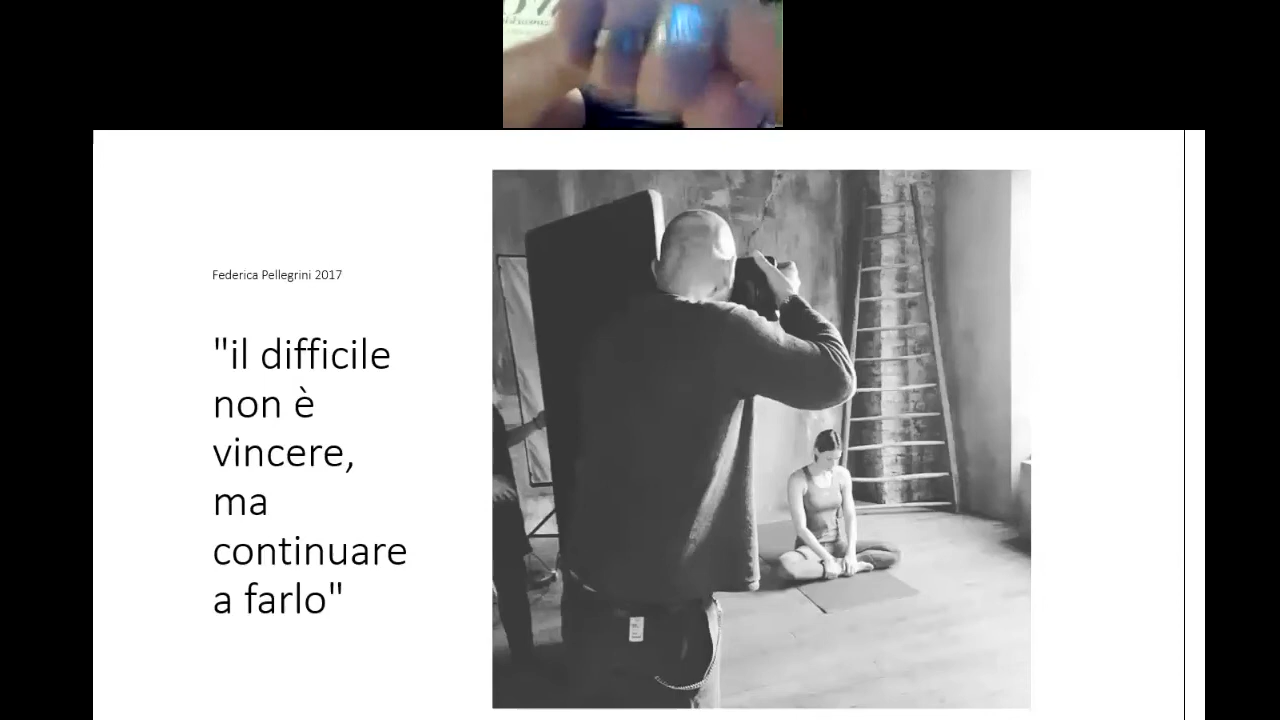 Federica Pellegrini 2017
"il difficile
non è
vincere,
ma
continuare
a farlo"